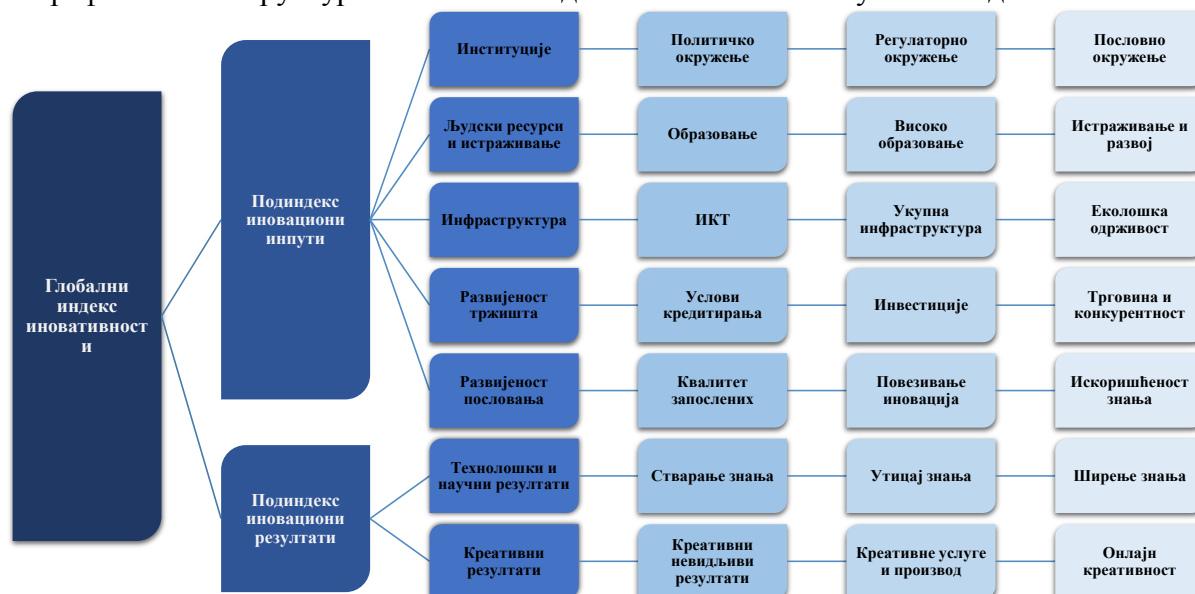 Глобални
индекс
иновативност
и
Подиндекс
иновациони
инпути
Институције
Политичко
окружење
Регулаторно
окружење
Пословно
окружење
Људски ресурси
и истраживање
Образовање
Високо
образовање
Истраживање и
развој
Инфраструктура
ИКТ
Укупна
инфраструктура
Еколошка
одрживост
Развијеност
тржишта
Услови
кредитирања
Инвестиције
Трговина и
конкурентност
Развијеност
пословања
Квалитет
запослених
Повезивање
иновација
Искоришћеност
знања
Подиндекс
иновациони
резултати
Технолошки и
научни резултати
Стварање знања
Утицај знања
Ширење знања
Креативни
резултати
Креативни
невидљиви
резултати
Креативне услуге
и производ
Онлајн
креативност